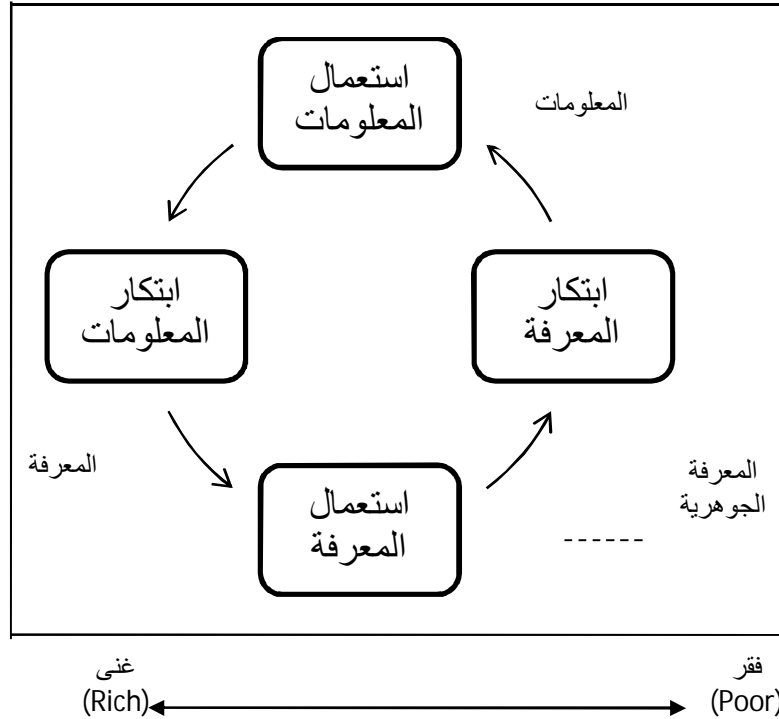 استعمال
المعلومات
المعلومات
ابتكار
المعرفة
ابتكار
المعلومات
المعرفة
الجوهرية
------
استعمال
المعرفة
المعرفة
فقر
(Poor)
غنى
(Rich)